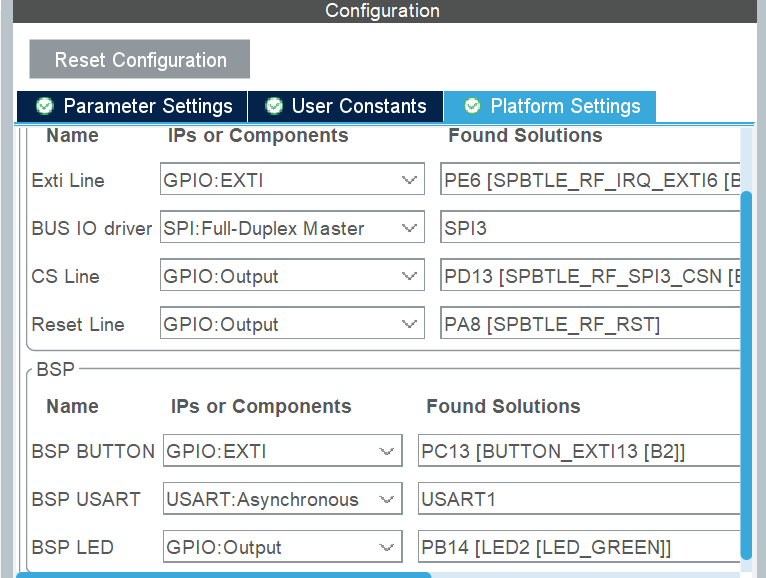 Configuration
Reset Configuration
Parameter Settings User Constants Platform Settings
Name IPs or Components Found Solutions
Exti Line GPIO:EXTI PE6 [SPBTLE_RF_IRQ_EXTI6 [B
BUS IO driver SPI:Full-Duplex Master SPI3
CS Line GPIO:Output PD13 [SPBTLE_RF_SPI3_CSN [B
Reset Line GPIO:Output PA8 [SPBTLE_RF_RST]
BSP
Name IPs or Components Found Solutions
BSP BUTTON GPIO:EXTI PC13 [BUTTON_EXTI13 [B2]]
BSP USART USART:Asynchronous USART1
BSP LED GPIO:Output PB14 [LED2 [LED_GREEN]]